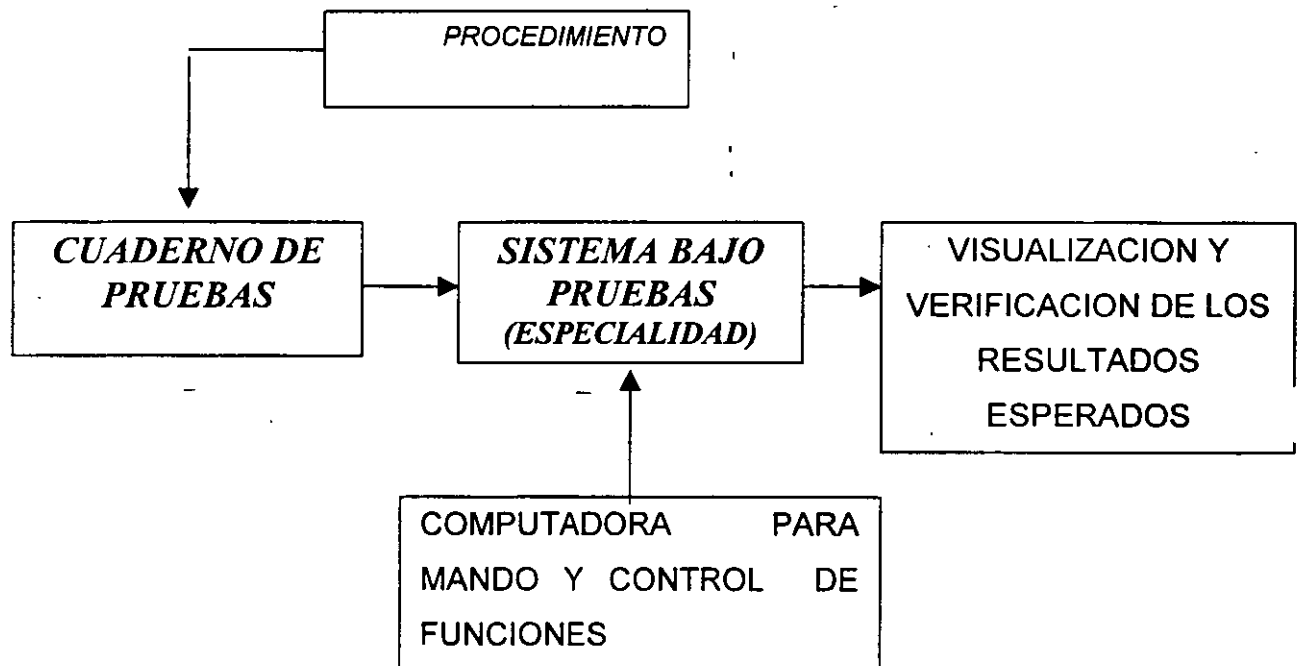 PROCEDIMIENTO
CUADERNO DE
PRUEBAS
SISTEMA BAJO
PRUEBAS
(ESPECIALIDAD)
VISUALIZACION Y
VERIFICACION DE LOS
RESULTADOS
ESPERADOS
COMPUTADORA PARA
MANDO Y CONTROL DE
FUNCIONES